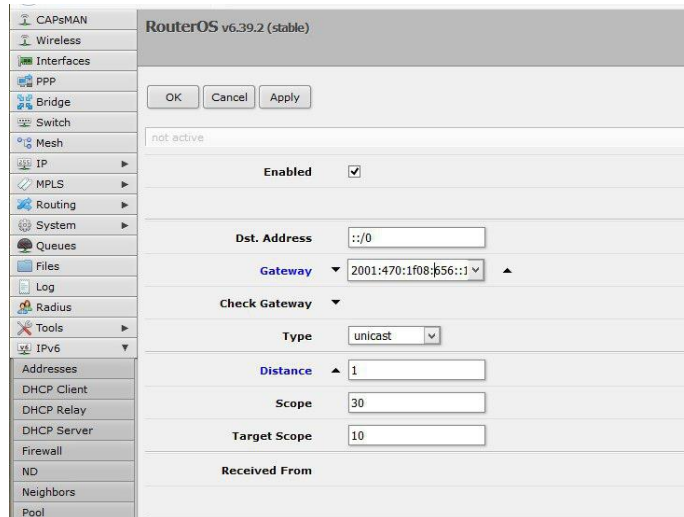 CAPsMAN
Wireless
Interfaces
PPP
Bridge
Switch
Mesh
IP
MPLS
Routing
System
Queues
Files
Log
Radius
Tools
IPv6
Addresses
DHCP Client
DHCP Relay
DHCP Server
Firewall
ND
Neighbors
Pool
RouterOS v6.39.2 (stable)
OK Cancel Apply
not active
Enabled
Dst. Address ::/0
Gateway 2001:470:1f08:656::1
Check Gateway
Type unicast
Distance 1
Scope 30
Target Scope 10
Received From